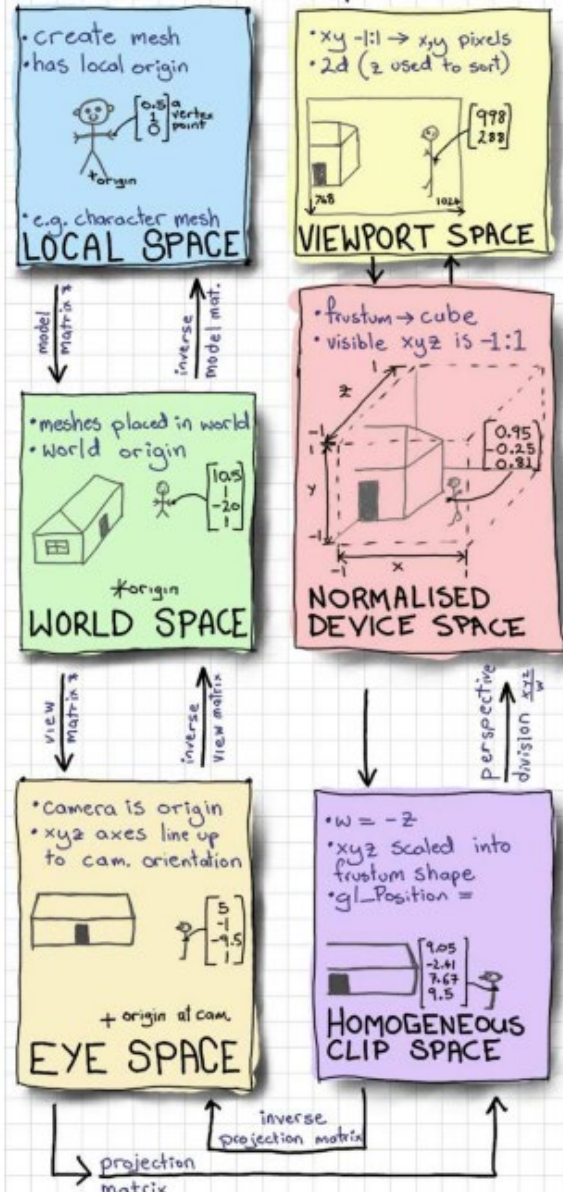 • create mesh
• has local origin
[0.5 1 0] a vertex point
+origin
• e.g. character mesh
LOCAL SPACE
model matrix *
inverse model mat.
• meshes placed in world
• world origin
[10.5 1 -20 1]
*origin
WORLD SPACE
view matrix *
inverse view matrix
• camera is origin
• xyz axes line up
to cam. orientation
[5 -1 -9.5 1]
+ origin at cam.
EYE SPACE
projection
matrix
inverse
projection matrix
• w = -z
• xyz scaled into
frustum shape
• gl_Position =
[9.05 -2.41 7.67 9.5]
HOMOGENEOUS
CLIP SPACE
perspective
division xyz/w
• frustum → cube
• visible xyz is -1:1
1
z
-1
1
y
-1
-1
x
1
[0.95 -0.25 0.81]
NORMALISED
DEVICE SPACE
• xy -1:1 → x,y pixels
• 2d (z used to sort)
[998 288]
768
1024
VIEWPORT SPACE